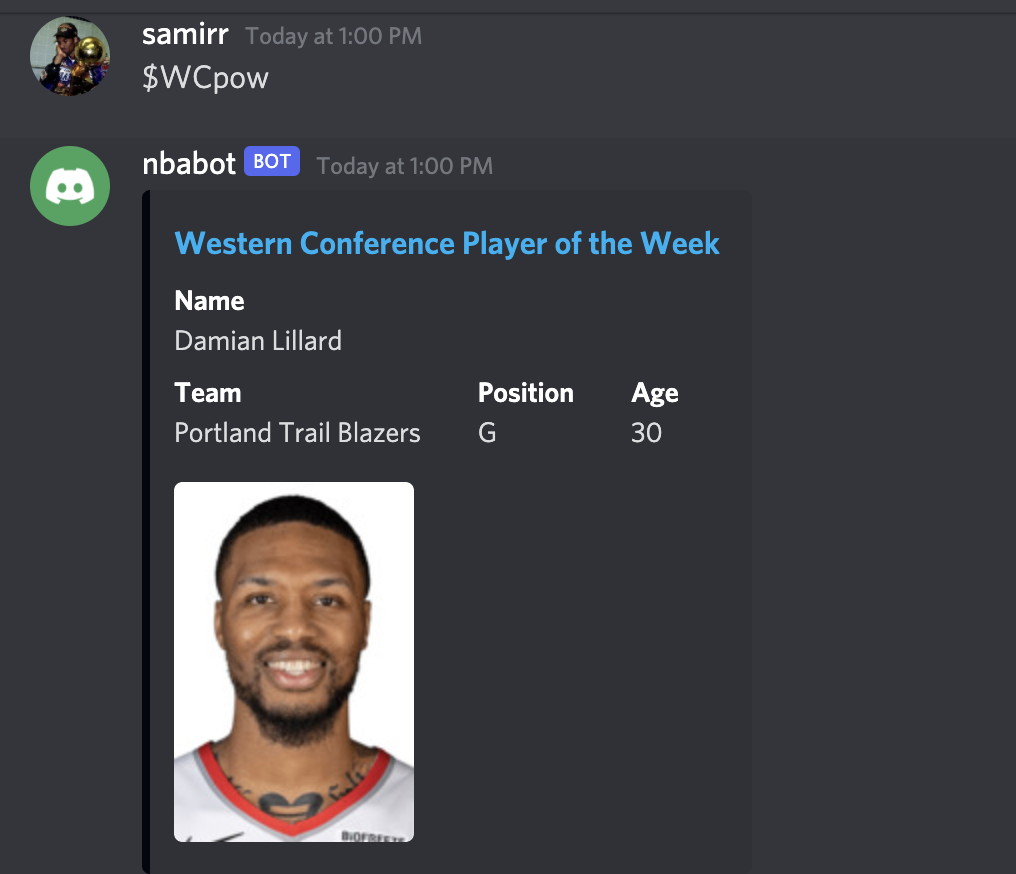 samirr Today at 1:00 PM
$WCpow
nbabot BOT Today at 1:00 PM
Western Conference Player of the Week
Name
Damian Lillard
Team Position Age
Portland Trail Blazers G 30
BIOFREEZE